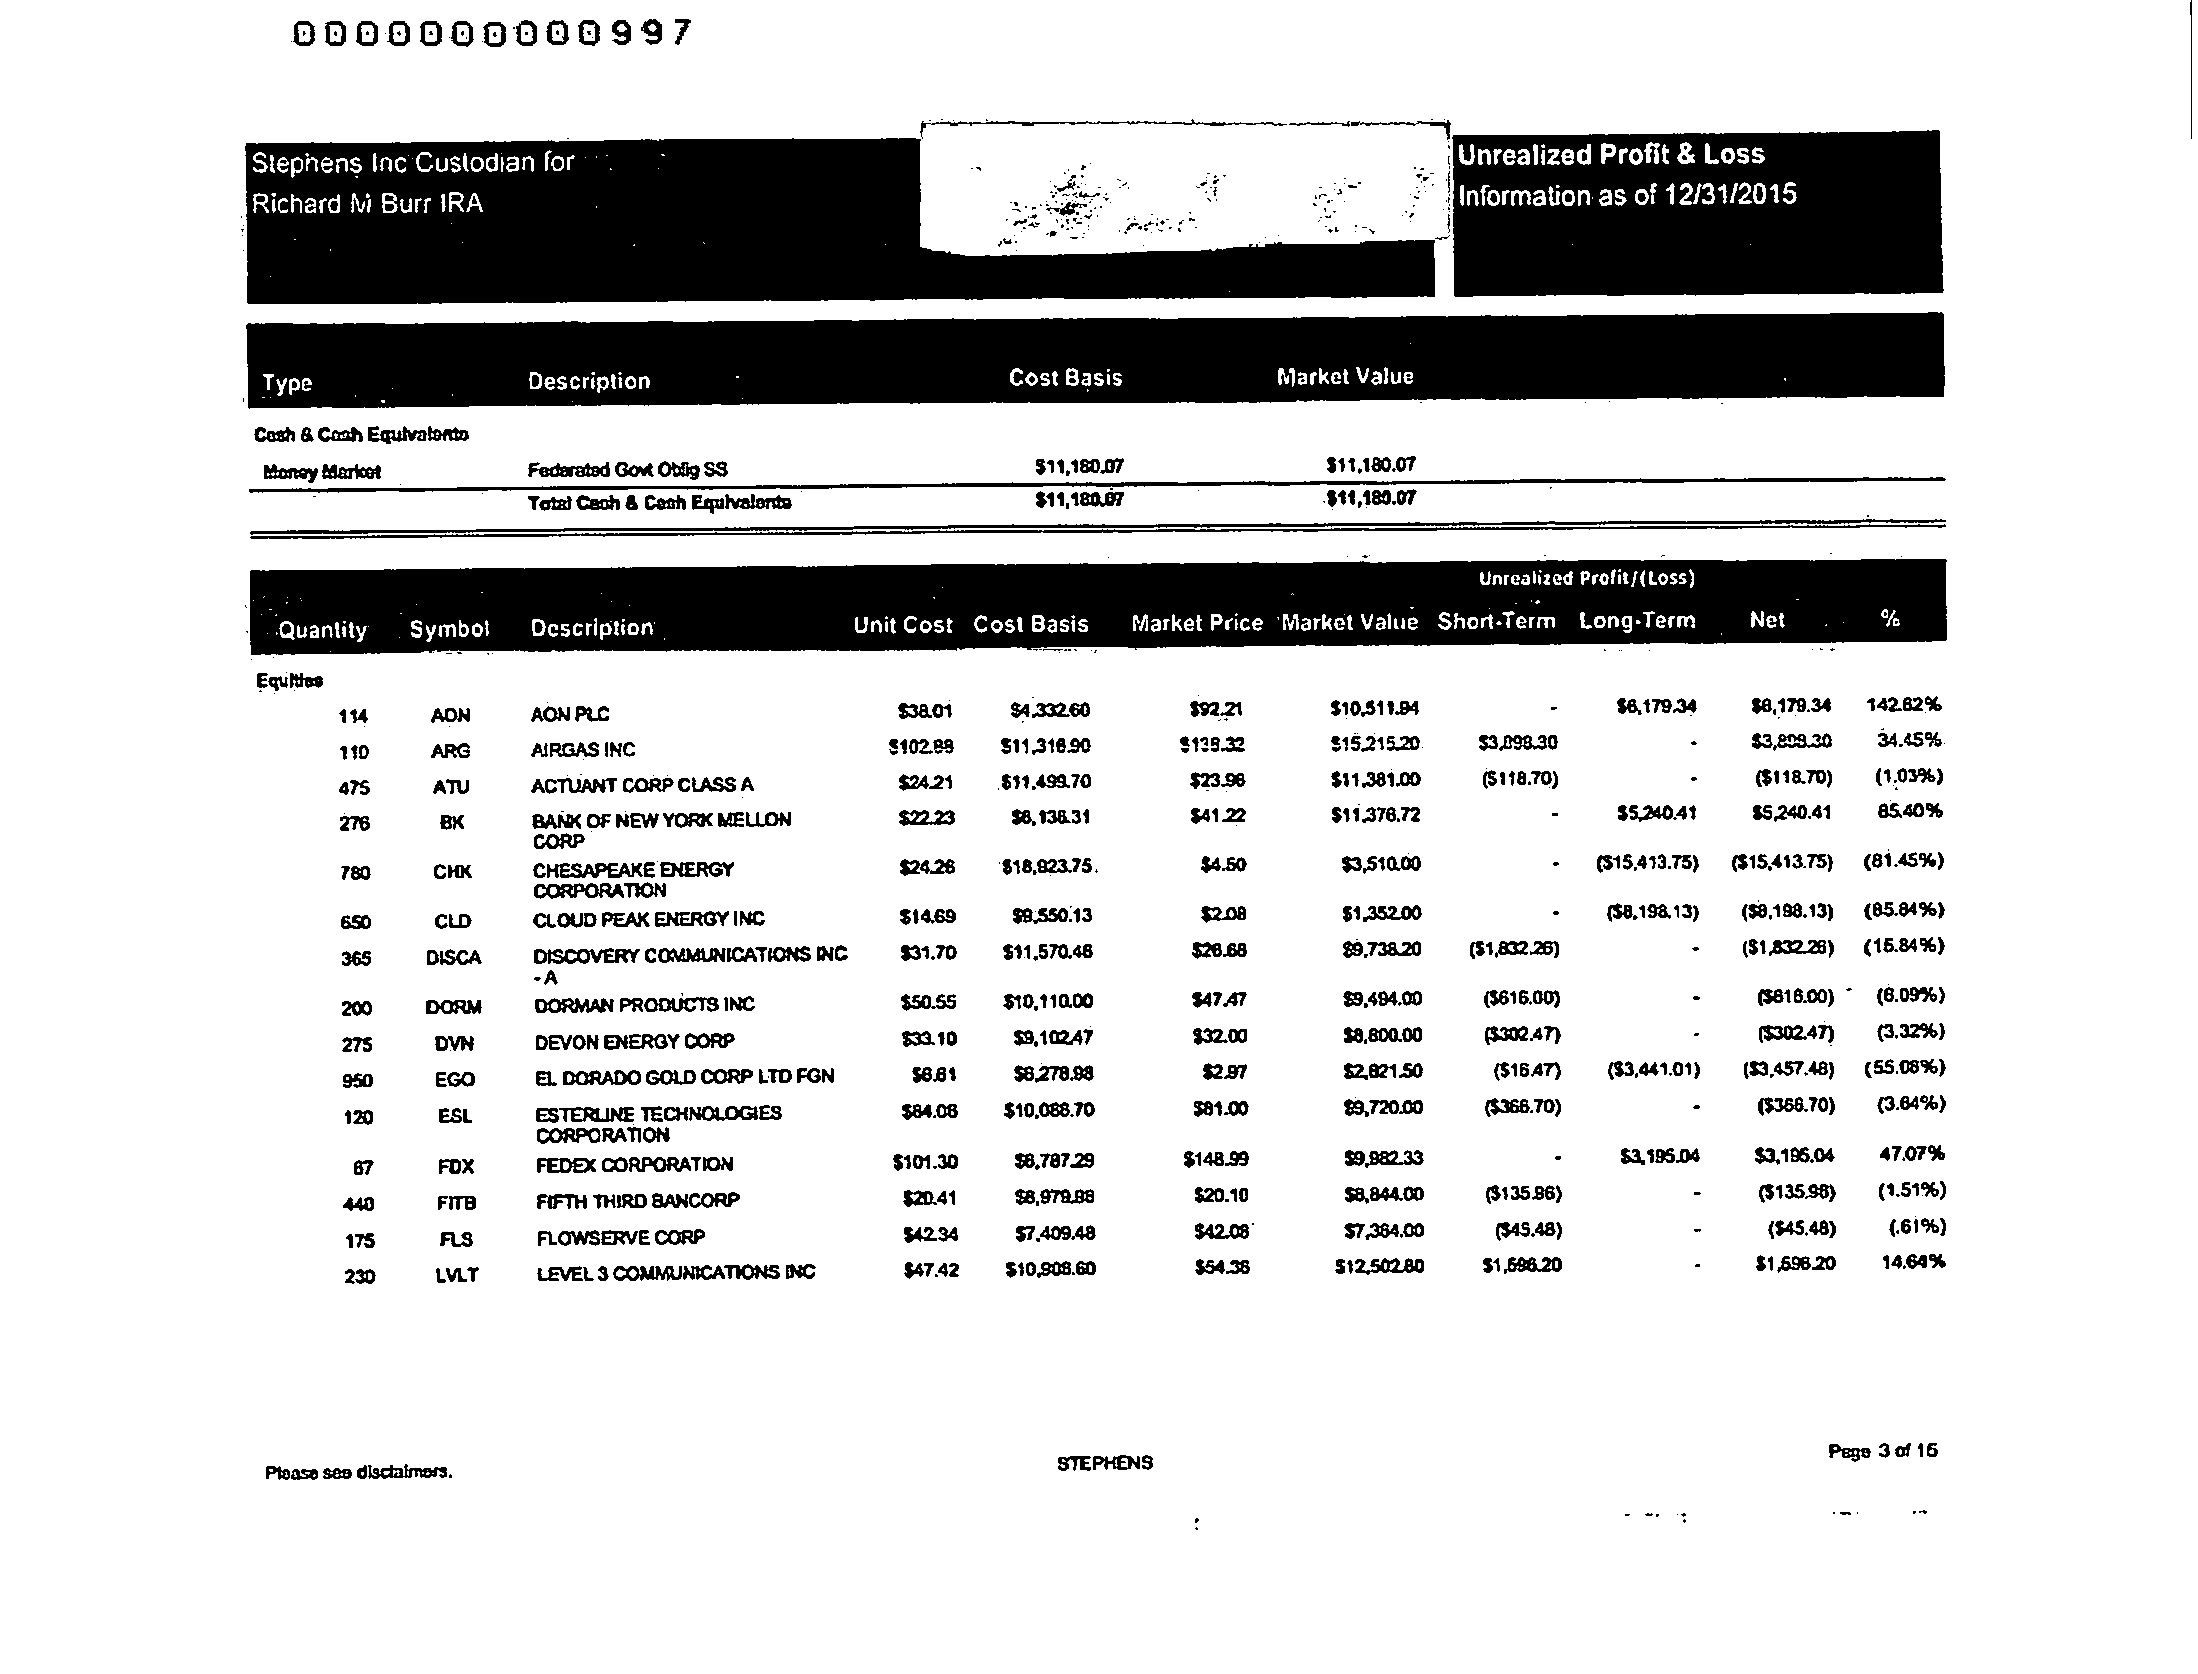 0000000000997
Stephens Inc Custodian for
Richard M Burr IRA
Unrealized Profit & Loss
Information as of 12/31/2015
Type Description Cost Basis Market Value
Cash & Cash Equivalents
Money Market Federated Govt Oblig SS $11,180.07 $11,180.07
Total Cash & Cash Equivalents $11,180.07 $11,180.07
Unrealized Profit/(Loss)
Quantity Symbol Description Unit Cost Cost Basis Market Price Market Value Short-Term Long-Term Net %
Equities
114 AON AON PLC $38.01 $4,332.60 $92.21 $10,511.94 - $6,179.34 $6,179.34 142.62%
110 ARG AIRGAS INC $102.88 $11,316.90 $138.32 $15,215.20 $3,898.30 - $3,898.30 34.45%
475 ATU ACTUANT CORP CLASS A $24.21 $11,499.70 $23.96 $11,381.00 ($118.70) - ($118.70) (1.03%)
276 BK BANK OF NEW YORK MELLON $22.23 $6,136.31 $41.22 $11,376.72 - $5,240.41 $5,240.41 85.40%
CORP
780 CHK CHESAPEAKE ENERGY $24.26 $18,923.75 $4.50 $3,510.00 - ($15,413.75) ($15,413.75) (81.45%)
CORPORATION
650 CLD CLOUD PEAK ENERGY INC $14.69 $9,550.13 $2.08 $1,352.00 - ($8,198.13) ($8,198.13) (85.84%)
365 DISCA DISCOVERY COMMUNICATIONS INC $31.70 $11,570.46 $26.68 $9,738.20 ($1,832.26) - ($1,832.26) (15.84%)
- A
200 DORM DORMAN PRODUCTS INC $50.55 $10,110.00 $47.47 $9,494.00 ($616.00) - ($616.00) (6.09%)
275 DVN DEVON ENERGY CORP $33.10 $9,102.47 $32.00 $8,800.00 ($302.47) - ($302.47) (3.32%)
950 EGO EL DORADO GOLD CORP LTD FGN $6.61 $6,278.98 $2.97 $2,821.50 ($16.47) ($3,441.01) ($3,457.48) (55.06%)
120 ESL ESTERLINE TECHNOLOGIES $84.06 $10,086.70 $81.00 $9,720.00 ($366.70) - ($366.70) (3.64%)
CORPORATION
67 FDX FEDEX CORPORATION $101.30 $6,787.29 $148.99 $9,982.33 - $3,195.04 $3,195.04 47.07%
440 FITB FIFTH THIRD BANCORP $20.41 $8,979.96 $20.10 $8,844.00 ($135.96) - ($135.96) (1.51%)
175 FLS FLOWSERVE CORP $42.34 $7,409.48 $42.08 $7,364.00 ($45.48) - ($45.48) (.61%)
230 LVLT LEVEL 3 COMMUNICATIONS INC $47.42 $10,906.60 $54.36 $12,502.80 $1,596.20 - $1,596.20 14.64%
Please see disclaimers.
STEPHENS
Page 3 of 16